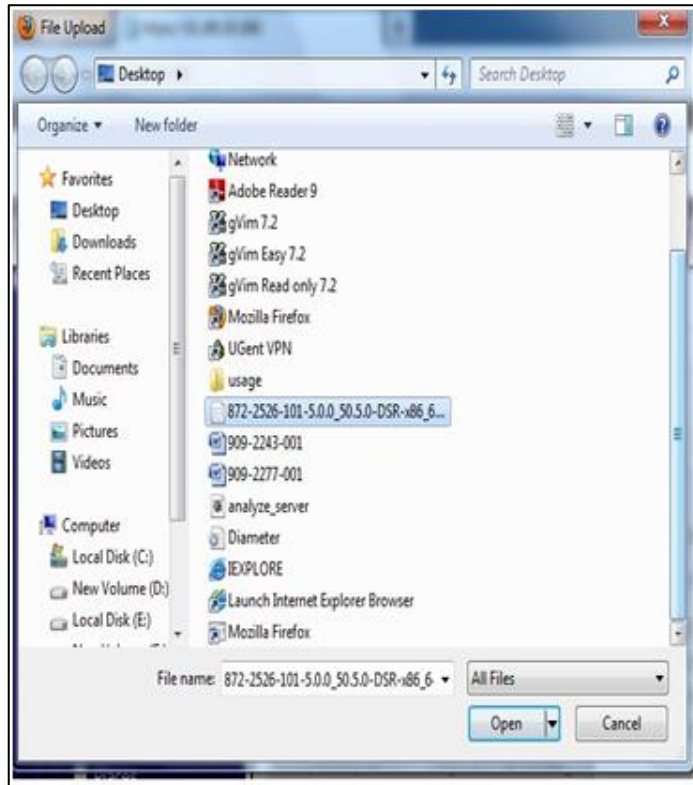 File Upload
Desktop
Search Desktop
Organize
New folder
Favorites
Desktop
Downloads
Recent Places
Libraries
Documents
Music
Pictures
Videos
Computer
Local Disk (C:)
New Volume (D:)
Local Disk (E:)
Network
Adobe Reader 9
gVim 7.2
gVim Easy 7.2
gVim Read only 7.2
Mozilla Firefox
UGent VPN
usage
872-2526-101-5.0.0_50.5.0-DSR-x86_6...
909-2243-001
909-2277-001
analyze_server
Diameter
IEXPLORE
Launch Internet Explorer Browser
Mozilla Firefox
File name: 872-2526-101-5.0.0_50.5.0-DSR-x86_6 All Files
Open Cancel